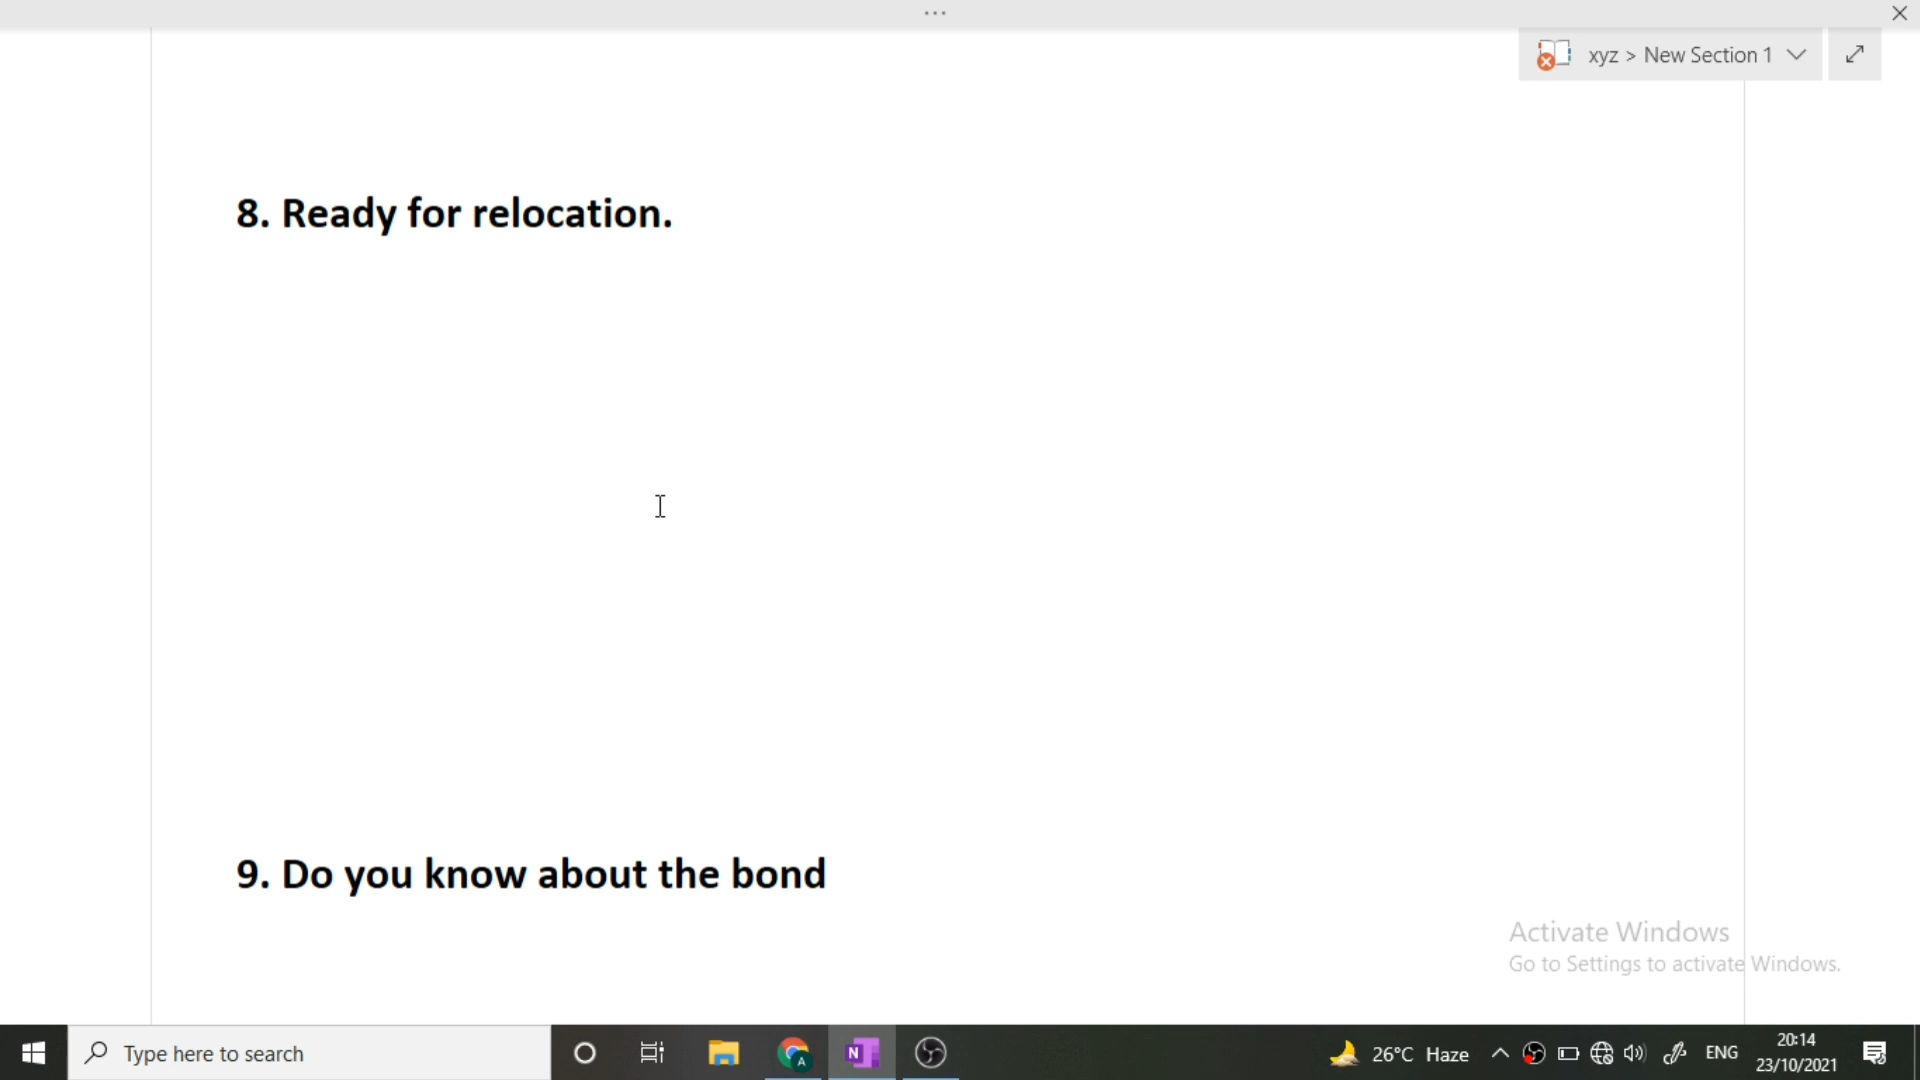 xyz > New Section 1
8. Ready for relocation.
9. Do you know about the bond
Activate Windows
Go to Settings to activate Windows.
Type here to search
A
N
26°C Haze
ENG
20:14
23/10/2021